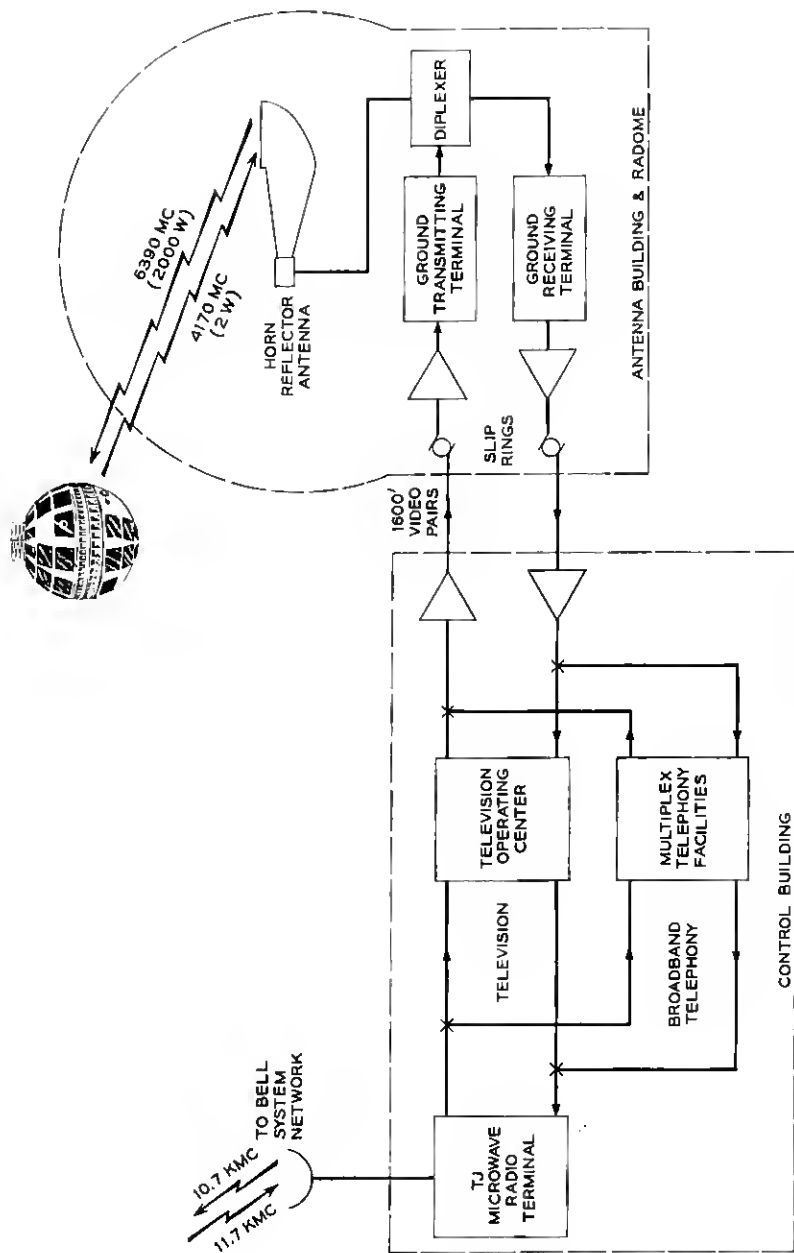 6390 MC
(2000 W)
4170 MC
(2 W)
HORN
REFLECTOR
ANTENNA
DIPLEXER
GROUND
TRANSMITTING
TERMINAL
GROUND
RECEIVING
TERMINAL
ANTENNA BUILDING & RADOME
SLIP
RINGS
1600'
VIDEO
PAIRS
TELEVISION
OPERATING
CENTER
MULTIPLEX
TELEPHONY
FACILITIES
TELEVISION
BROADBAND
TELEPHONY
CONTROL BUILDING
10.7 KMC
11.7 KMC
TO BELL
SYSTEM
NETWORK
TJ
MICROWAVE
RADIO
TERMINAL